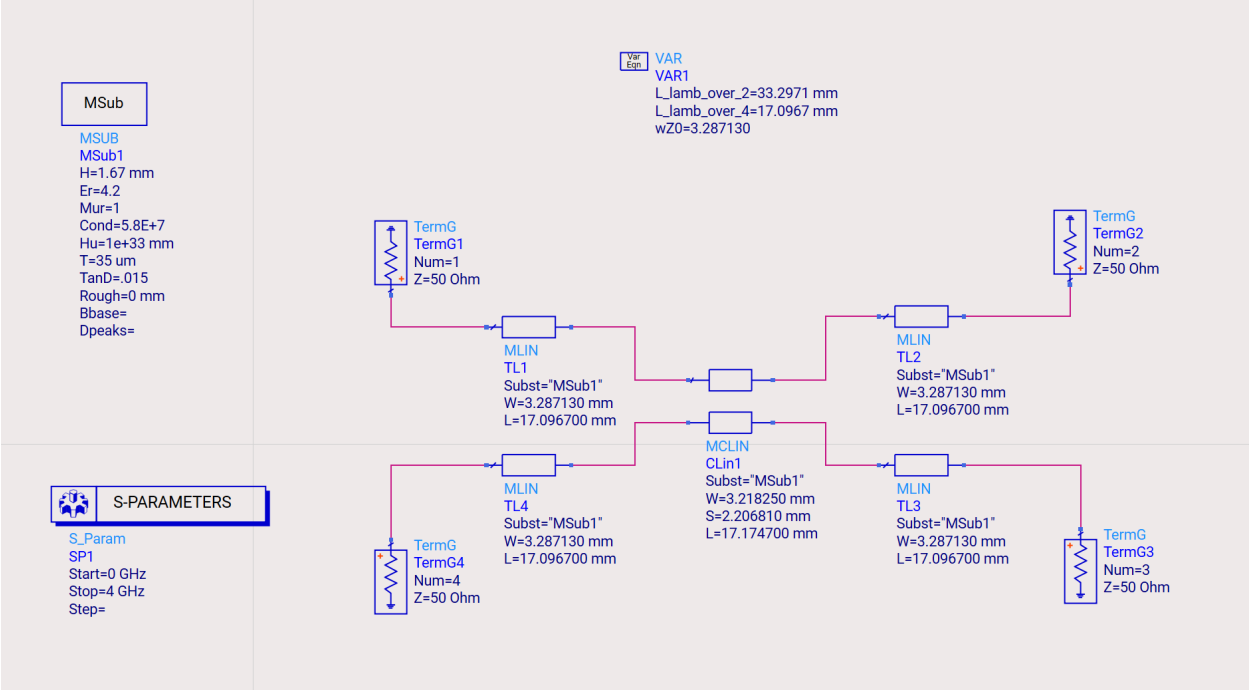 Var
Eqn
VAR
VAR1
L_lamb_over_2=33.2971 mm
L_lamb_over_4=17.0967 mm
wZ0=3.287130
MSub
MSUB
MSub1
H=1.67 mm
Er=4.2
Mur=1
Cond=5.8E+7
Hu=1e+33 mm
T=35 um
TanD=.015
Rough=0 mm
Bbase=
Dpeaks=
TermG
TermG1
Num=1
Z=50 Ohm
TermG
TermG2
Num=2
Z=50 Ohm
MLIN
TL1
Subst="MSub1"
W=3.287130 mm
L=17.096700 mm
MLIN
TL2
Subst="MSub1"
W=3.287130 mm
L=17.096700 mm
MCLIN
CLin1
Subst="MSub1"
W=3.218250 mm
S=2.206810 mm
L=17.174700 mm
MLIN
TL4
Subst="MSub1"
W=3.287130 mm
L=17.096700 mm
MLIN
TL3
Subst="MSub1"
W=3.287130 mm
L=17.096700 mm
S-PARAMETERS
S_Param
SP1
Start=0 GHz
Stop=4 GHz
Step=
TermG
TermG4
Num=4
Z=50 Ohm
TermG
TermG3
Num=3
Z=50 Ohm